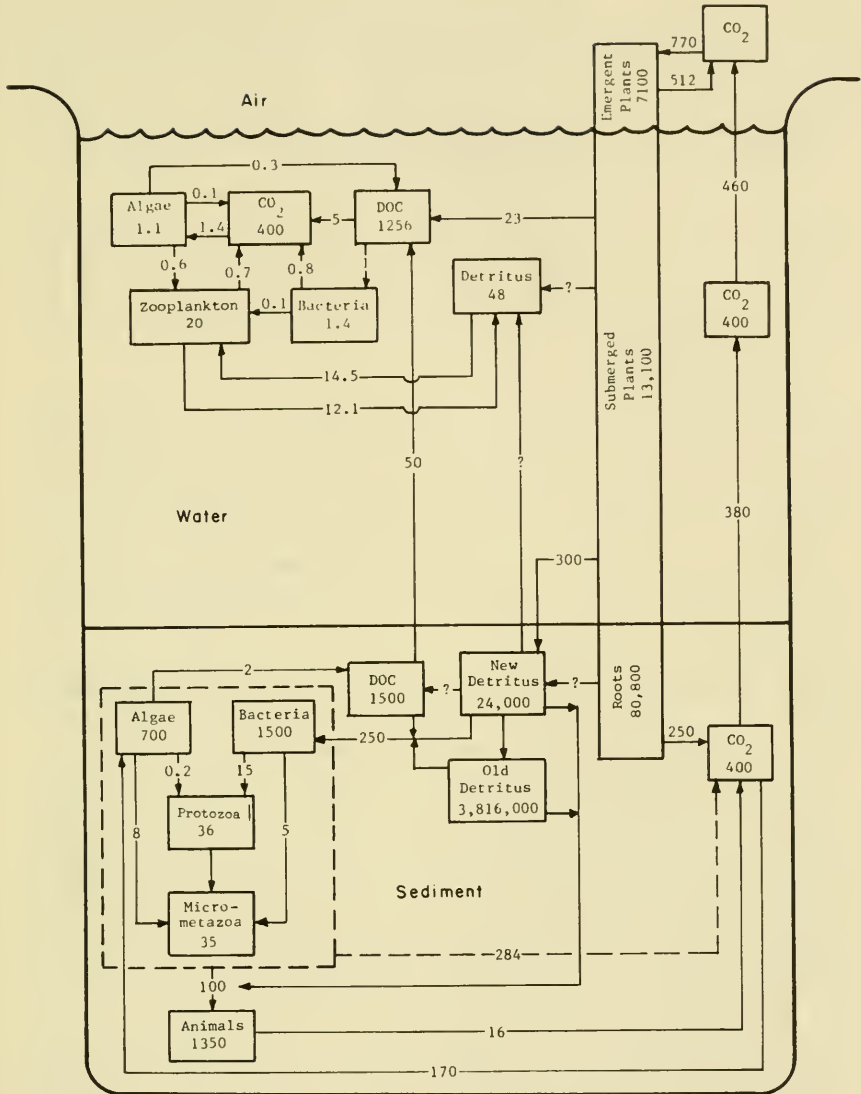 CO2
770
512
Emergent
Plants
7100
Air
0.3
Algae
1.1
0.1
1.4
CO2
400
5
DOC
1256
23
460
0.6
0.7
0.8
1
Zooplankton
20
0.1
Bacteria
1.4
Detritus
48
?
CO2
400
14.5
12.1
Submerged
Plants
13,100
50
?
Water
380
300
2
DOC
1500
?
New
Detritus
24,000
?
Roots
80,800
Algae
700
Bacteria
1500
250
250
CO2
400
0.2
15
Old
Detritus
3,816,000
8
Protozoa
36
5
Sediment
Micro-
metazoa
35
284
100
Animals
1350
16
170